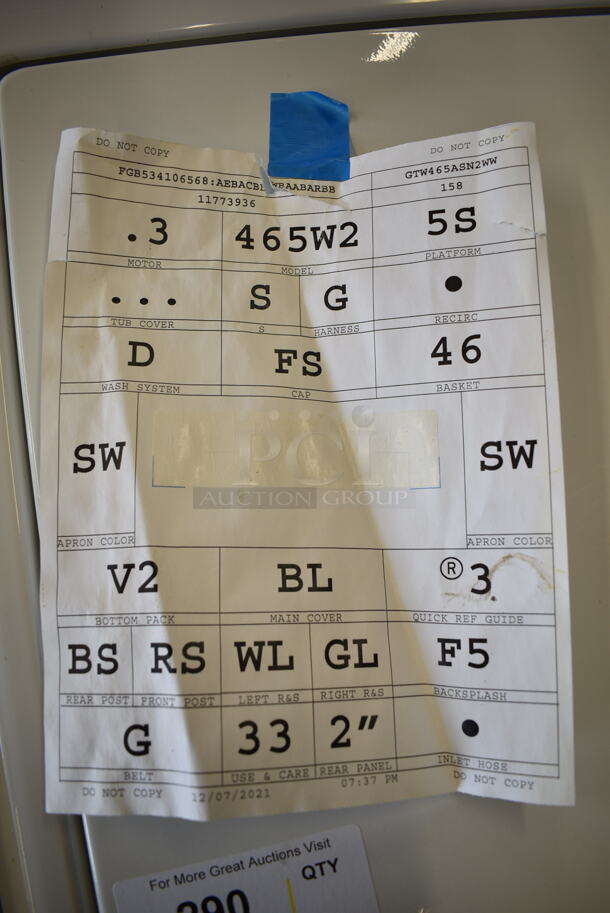 DO NOT COPY DO NOT COPY
GTW465ASN2WW
158
11773936
.3 465W2 5S
MOTOR MODEL PLATFORM
... S G •
TUB COVER S HARNESS RECIRC
D FS 46
WASH SYSTEM CAP BASKET
SW SW
PCI
AUCTION GROUP
APRON COLOR APRON COLOR
V2 BL ®3.
BOTTOM PACK MAIN COVER QUICK REF GUIDE
BS RS WL GL F5
REAR POST FRONT POST LEFT R&S RIGHT R&S BACKSPLASH
G 33 2" •
BELT USE & CARE REAR PANEL INLET HOSE
DO NOT COPY 12/07/2021 07:37 PM DO NOT COPY
For More Great Auctions Visit
QTY